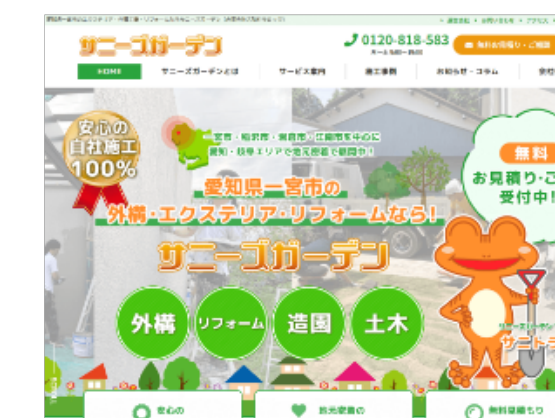 サニーズガーデン
0120-818-583
無料お見積り・ご相談
HOME
サニーズガーデンとは
サービス案内
施工事例
お知らせ・コラム
会社
安心の
自社施工
100%
一宮市・稲沢市・清須市・江南市を中心に
愛知・岐阜エリアで地元密着で展開中！
無料
お見積り・ご
受付中！
愛知県一宮市の
外構・エクステリア・リフォームなら！
サニーズガーデン
外構
リフォーム
造園
土木
安心の
地元密着の
無料見積もり